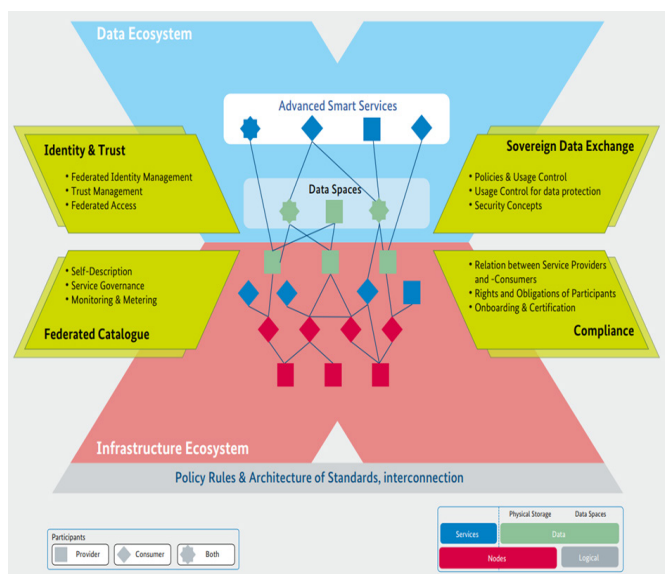 Data Ecosystem
Advanced Smart Services
Identity & Trust
• Federated Identity Management
• Trust Management
• Federated Access
Sovereign Data Exchange
• Policies & Usage Control
• Usage Control for data protection
• Security Concepts
Data Spaces
• Self-Description
• Service Governance
• Monitoring & Metering
Federated Catalogue
• Relation between Service Providers
and -Consumers
• Rights and Obligations of Participants
• Onboarding & Certification
Compliance
Infrastructure Ecosystem
Policy Rules & Architecture of Standards, interconnection
Participants
Provider
Consumer
Both
Physical Storage
Data Spaces
Services
Data
Nodes
Logical